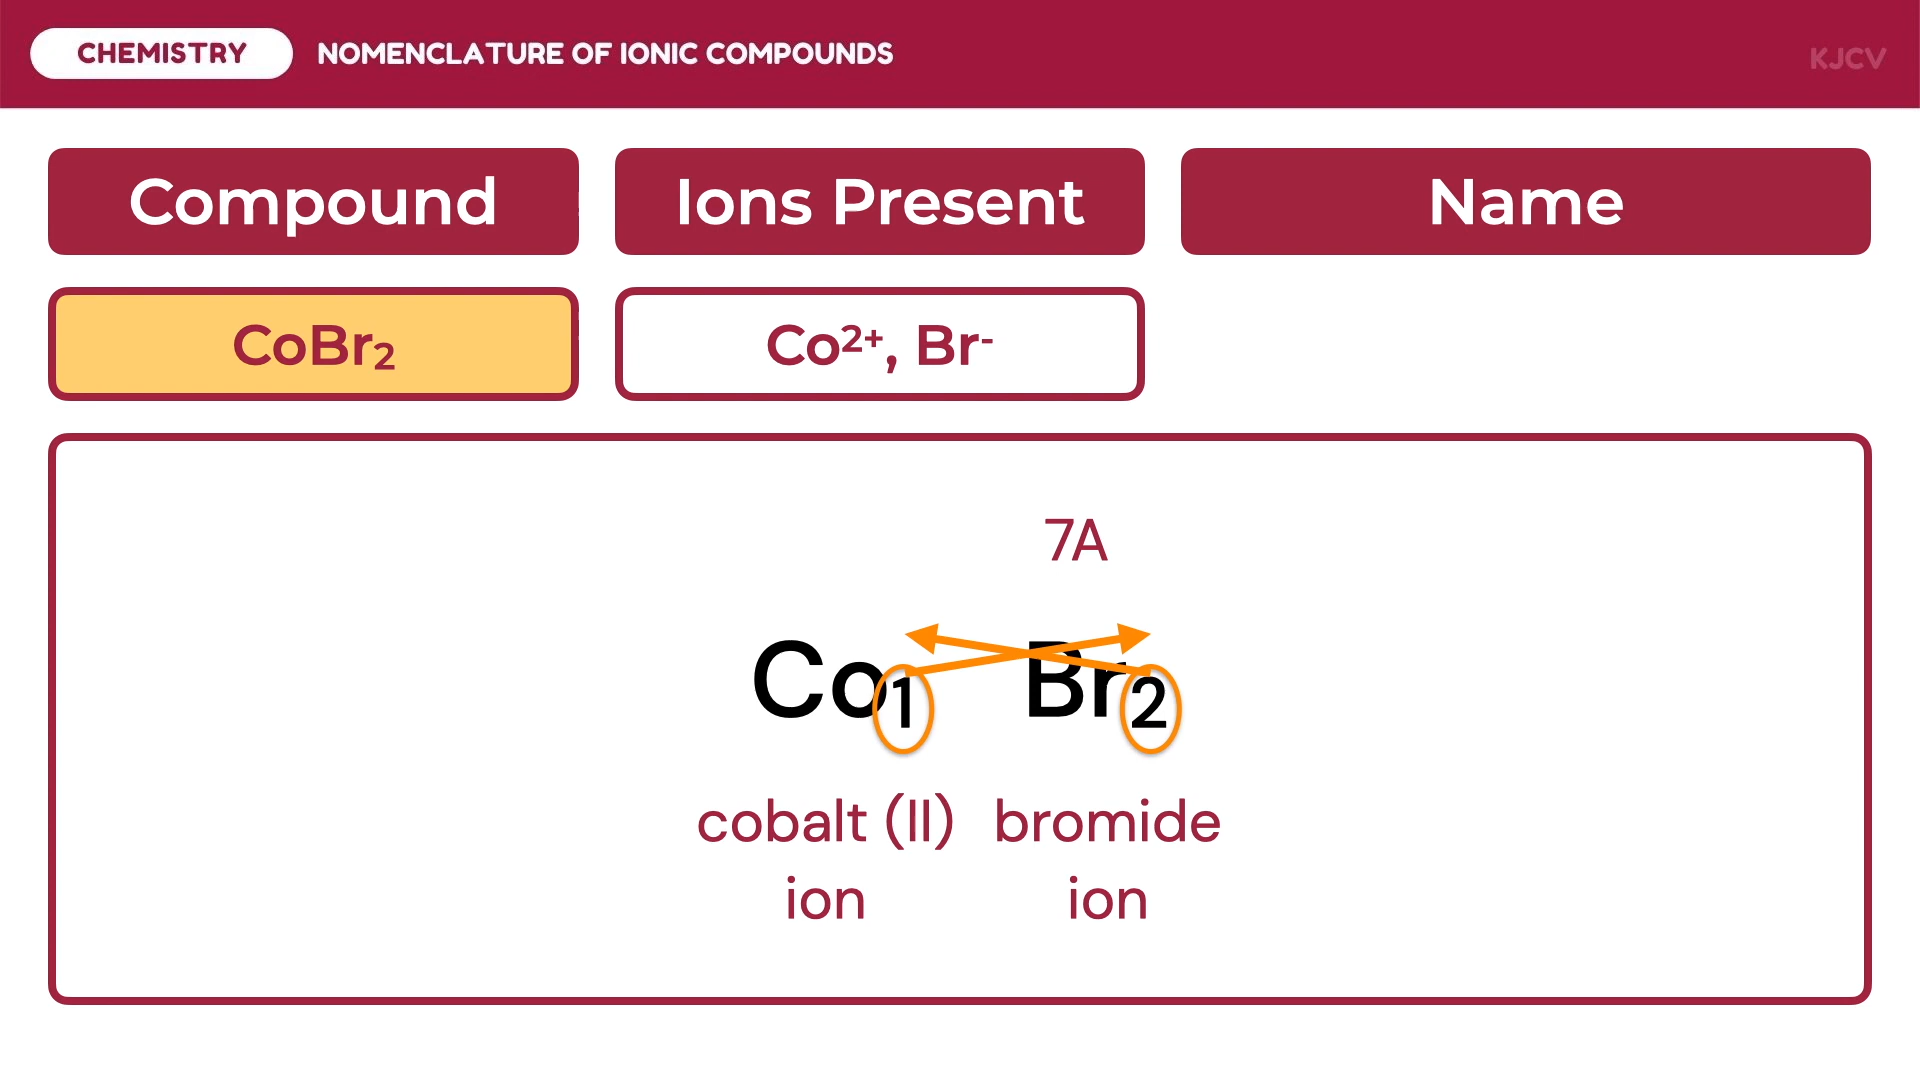 CHEMISTRY NOMENCLATURE OF IONIC COMPOUNDS KJCV
Compound Ions Present Name
CoBr₂ Co²⁺, Br⁻
7A
Co₁ Br₂
cobalt (II) bromide
ion ion